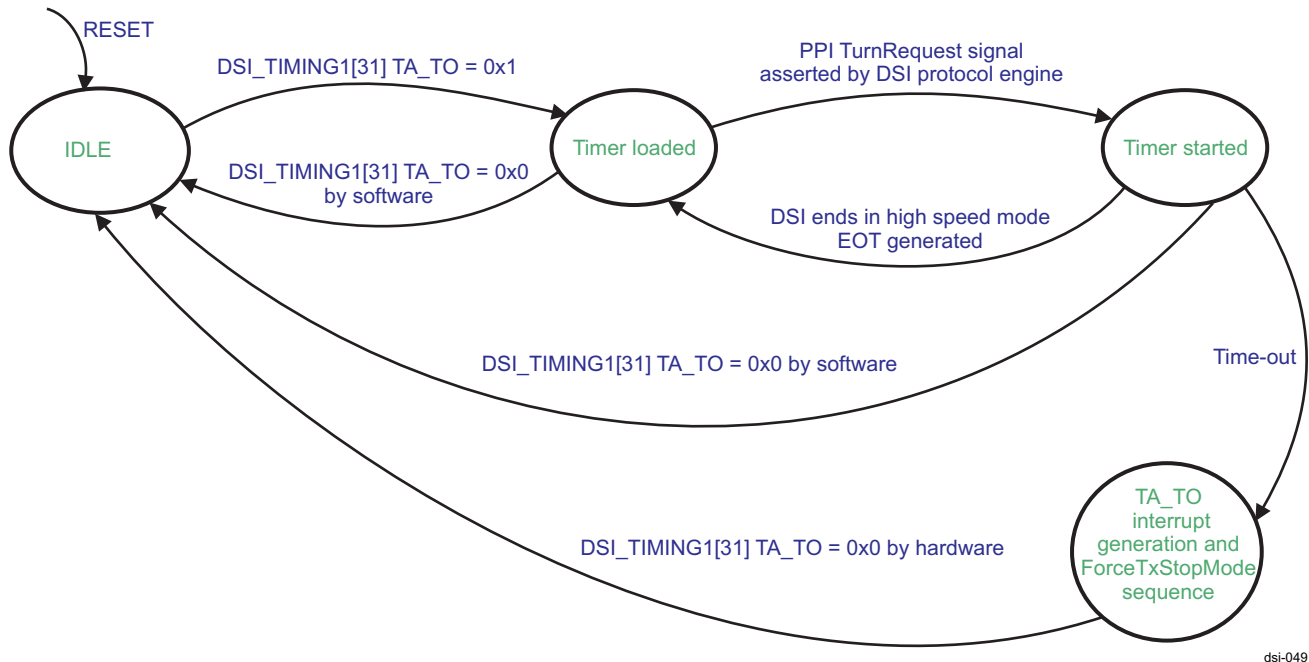 RESET
DSI_TIMING1[31] TA_TO = 0x1
PPI TurnRequest signal
asserted by DSI protocol engine
IDLE
Timer loaded
Timer started
DSI_TIMING1[31] TA_TO = 0x0
by software
DSI ends in high speed mode
EOT generated
DSI_TIMING1[31] TA_TO = 0x0 by software
Time-out
TA_TO
interrupt
generation and
ForceTxStopMode
sequence
DSI_TIMING1[31] TA_TO = 0x0 by hardware
dsi-049